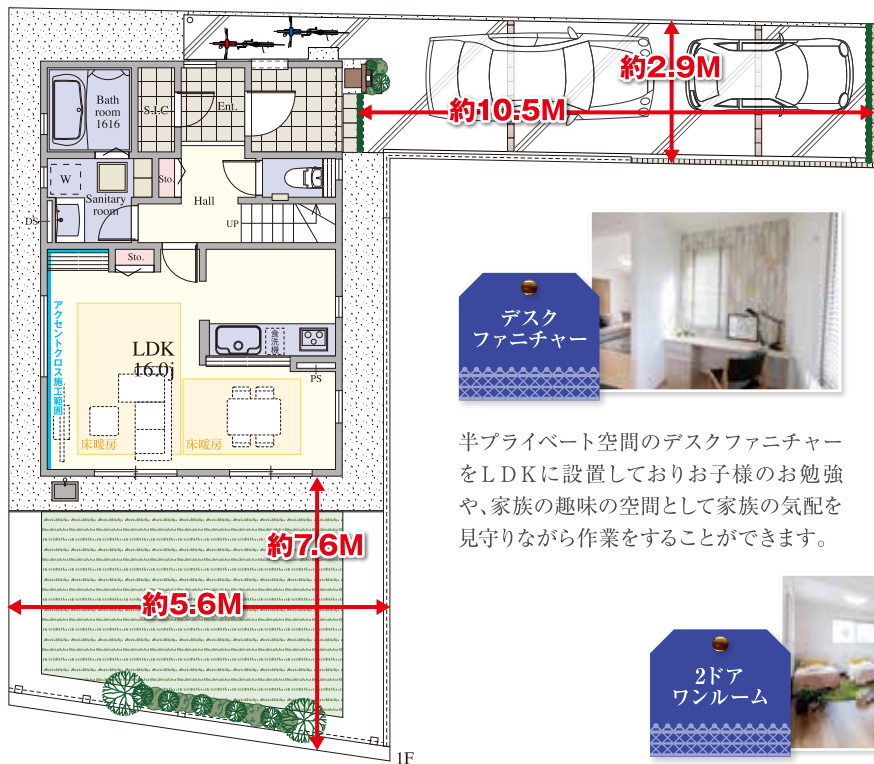 約2.9M
約10.5M
Bath
room
1616
S.I.C
Ent.
W
Sto.
Sanitary
room
Hall
DS
UP
Sto.
アクセントクロス施工範囲
LDK
16.0j
食洗機
PS
床暖房
床暖房
約7.6M
約5.6M
1F
デスク
ファニチャー
半プライベート空間のデスクファニチャー
をLDKに設置しておりお子様のお勉強
や、家族の趣味の空間として家族の気配を
見守りながら作業をすることができます。
2ドア
ワンルーム